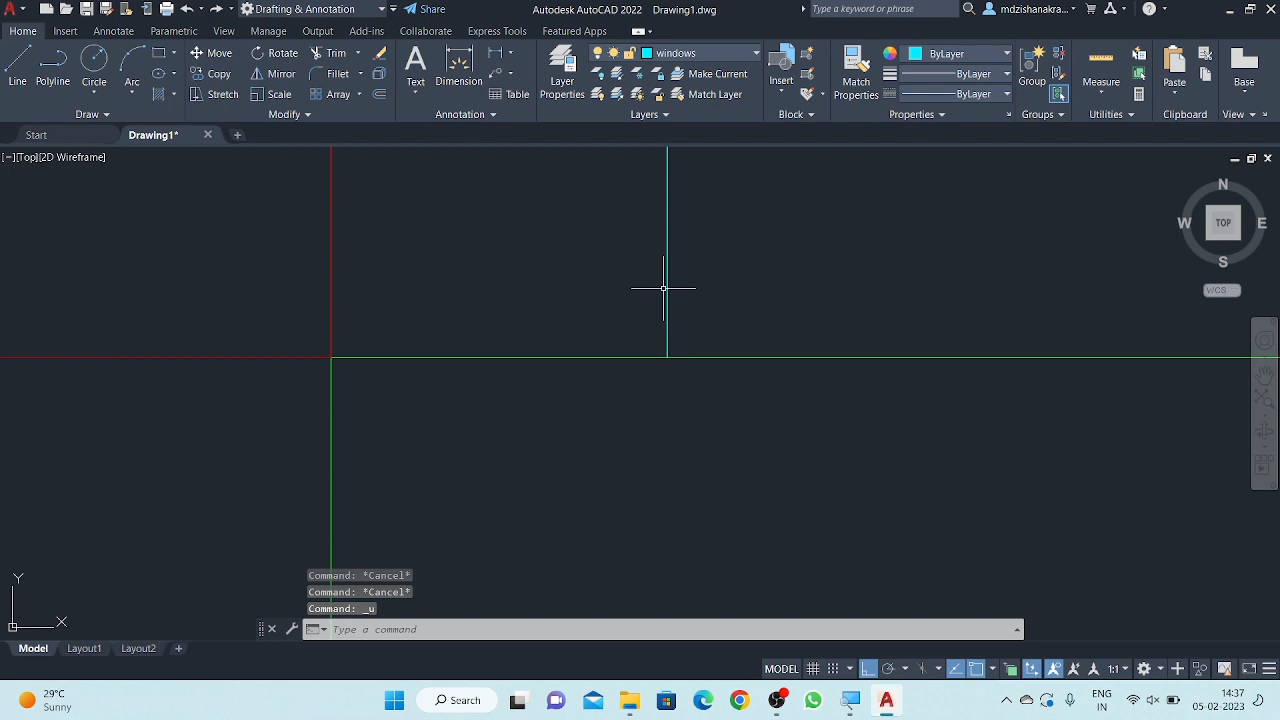 Drafting & Annotation Share Autodesk AutoCAD 2022 Drawing1.dwg Type a keyword or phrase mdzishanakra...
Home Insert Annotate Parametric View Manage Output Add-ins Collaborate Express Tools Featured Apps
Line Polyline Circle Arc Move Rotate Trim Text Dimension Layer Properties windows Insert Match Properties ByLayer Group Measure Paste Base
Copy Mirror Fillet Make Current ByLayer
Stretch Scale Array Table Match Layer ByLayer
Draw Modify Annotation Layers Block Properties Groups Utilities Clipboard View
Start Drawing1*
[−][Top][2D Wireframe]
N
W TOP E
S
WCS
Y
X
Command: *Cancel*
Command: *Cancel*
Command: _u
Type a command
Model Layout1 Layout2
MODEL 1:1
29°C
Sunny
Search
ENG
IN
14:37
05-02-2023